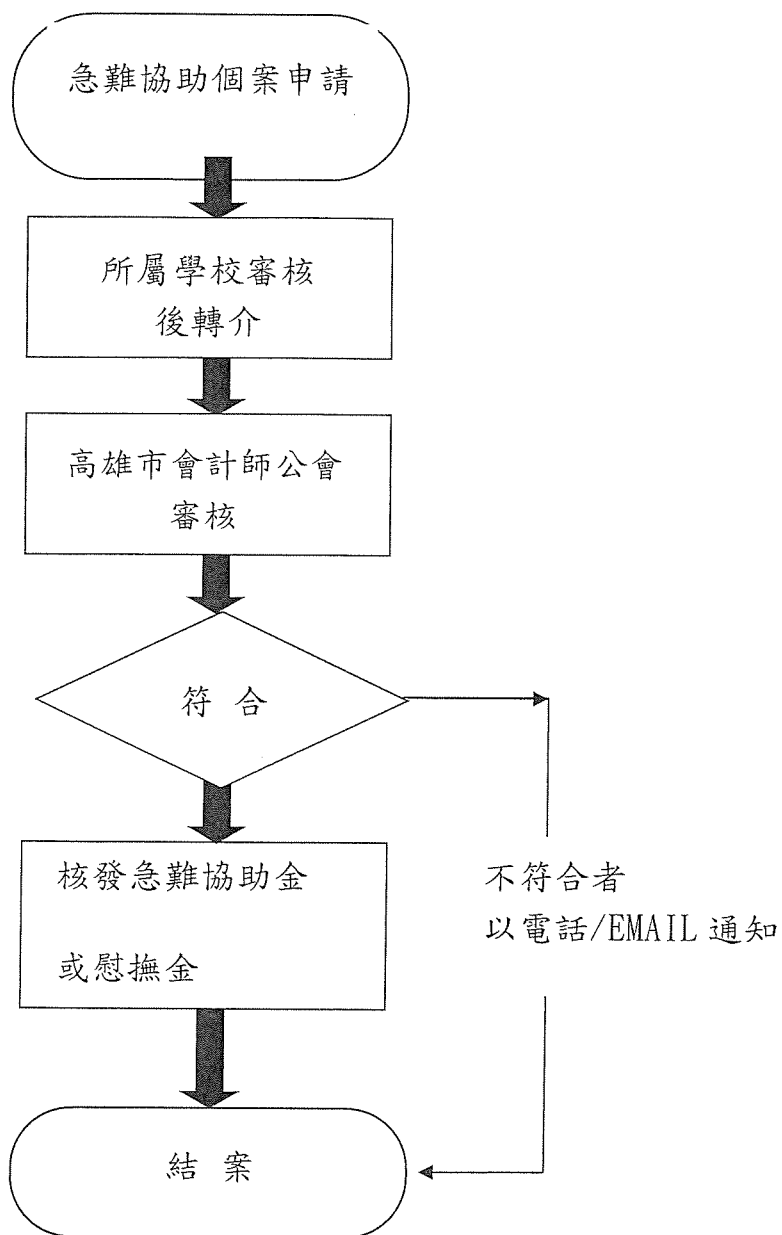 急難協助個案申請
所屬學校審核
後轉介
高雄市會計師公會
審核
符 合
核發急難協助金
或慰撫金
不符合者
以電話/EMAIL 通知
結 案